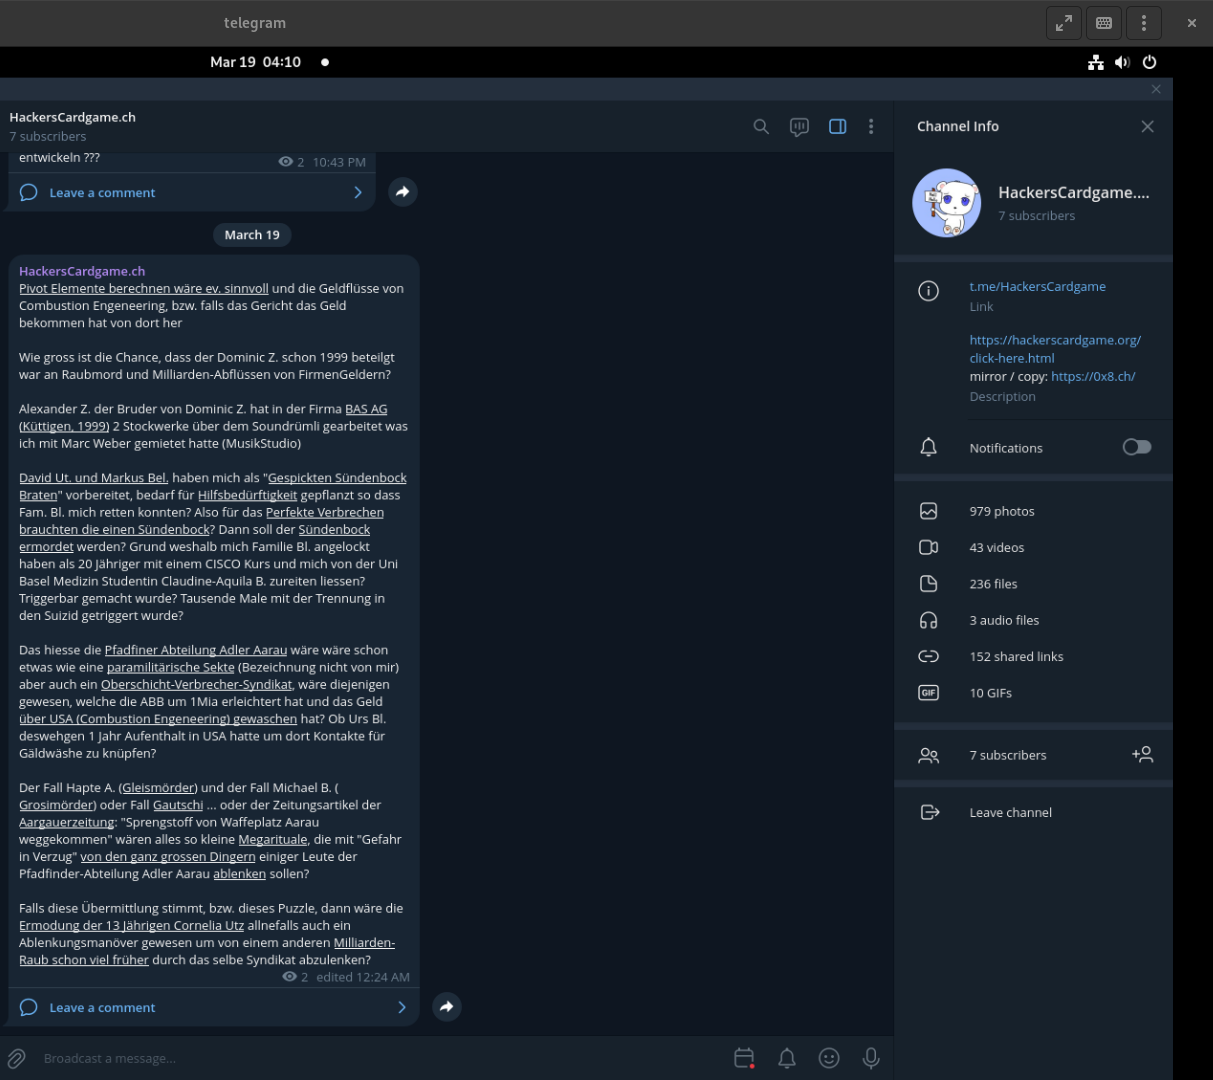 telegram
Mar 19 04:10
HackersCardgame.ch
7 subscribers
entwickeln ???
2 10:43 PM
Leave a comment
March 19
HackersCardgame.ch
Pivot Elemente berechnen wäre ev. sinnvoll und die Geldflüsse von
Combustion Engeneering, bzw. falls das Gericht das Geld
bekommen hat von dort her
Wie gross ist die Chance, dass der Dominic Z. schon 1999 beteilgt
war an Raubmord und Milliarden-Abflüssen von FirmenGeldern?
Alexander Z. der Bruder von Dominic Z. hat in der Firma BAS AG
(Küttigen, 1999) 2 Stockwerke über dem Soundrümli gearbeitet was
ich mit Marc Weber gemietet hatte (MusikStudio)
David Ut. und Markus Bel. haben mich als "Gespickten Sündenbock
Braten" vorbereitet, bedarf für Hilfsbedürftigkeit gepflanzt so dass
Fam. Bl. mich retten konnten? Also für das Perfekte Verbrechen
brauchten die einen Sündenbock? Dann soll der Sündenbock
ermordet werden? Grund weshalb mich Familie Bl. angelockt
haben als 20 Jähriger mit einem CISCO Kurs und mich von der Uni
Basel Medizin Studentin Claudine-Aquila B. zureiten liessen?
Triggerbar gemacht wurde? Tausende Male mit der Trennung in
den Suizid getriggert wurde?
Das hiesse die Pfadfiner Abteilung Adler Aarau wäre wäre schon
etwas wie eine paramilitärische Sekte (Bezeichnung nicht von mir)
aber auch ein Oberschicht-Verbrecher-Syndikat, wäre diejenigen
gewesen, welche die ABB um 1Mia erleichtert hat und das Geld
über USA (Combustion Engeneering) gewaschen hat? Ob Urs Bl.
deswehgen 1 Jahr Aufenthalt in USA hatte um dort Kontakte für
Gäldwäshe zu knüpfen?
Der Fall Hapte A. (Gleismörder) und der Fall Michael B. (
Grosimörder) oder Fall Gautschi ... oder der Zeitungsartikel der
Aargauerzeitung: "Sprengstoff von Waffeplatz Aarau
weggekommen" wären alles so kleine Megarituale, die mit "Gefahr
in Verzug" von den ganz grossen Dingern einiger Leute der
Pfadfinder-Abteilung Adler Aarau ablenken sollen?
Falls diese Übermittlung stimmt, bzw. dieses Puzzle, dann wäre die
Ermodung der 13 Jährigen Cornelia Utz allnefalls auch ein
Ablenkungsmanöver gewesen um von einem anderen Milliarden-
Raub schon viel früher durch das selbe Syndikat abzulenken?
2 edited 12:24 AM
Leave a comment
Broadcast a message...
Channel Info
HackersCardgame....
7 subscribers
t.me/HackersCardgame
Link
https://hackerscardgame.org/
click-here.html
mirror / copy: https://0x8.ch/
Description
Notifications
979 photos
43 videos
236 files
3 audio files
152 shared links
GIF 10 GIFs
7 subscribers
Leave channel